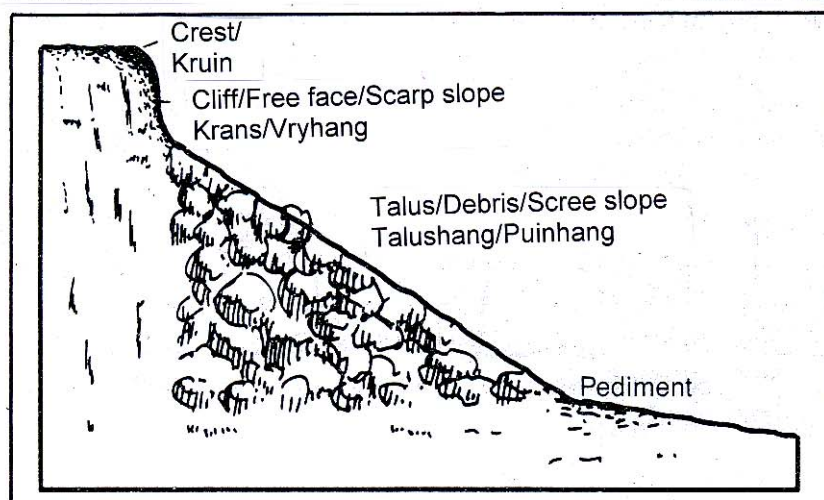 Crest/
Kruin
Cliff/Free face/Scarp slope
Krans/Vryhang
Talus/Debris/Scree slope
Talushang/Puinhang
Pediment